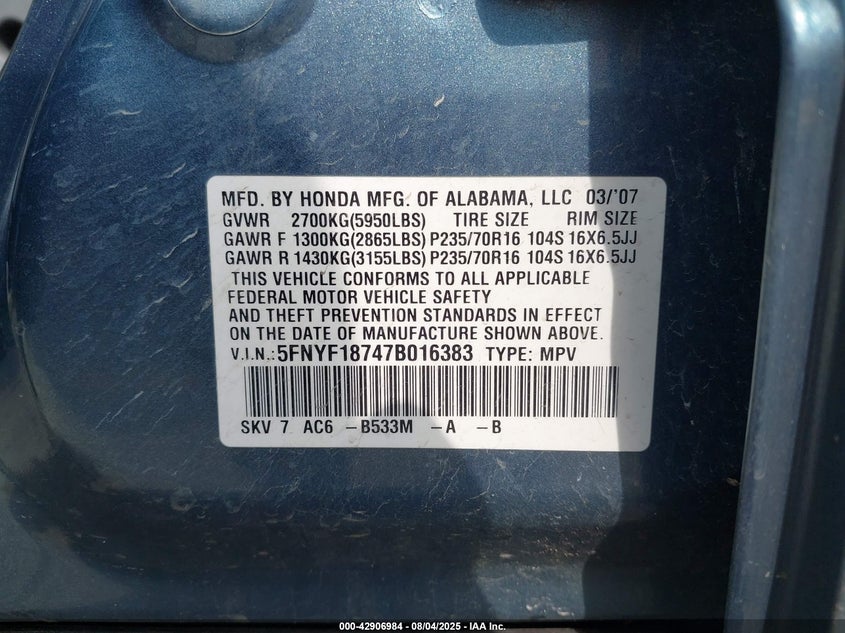 MFD. BY HONDA MFG. OF ALABAMA, LLC 03/'07
GVWR 2700KG(5950LBS) TIRE SIZE RIM SIZE
GAWR F 1300KG(2865LBS) P235/70R16 104S 16X6.5JJ
GAWR R 1430KG(3155LBS) P235/70R16 104S 16X6.5JJ
THIS VEHICLE CONFORMS TO ALL APPLICABLE
FEDERAL MOTOR VEHICLE SAFETY
AND THEFT PREVENTION STANDARDS IN EFFECT
ON THE DATE OF MANUFACTURE SHOWN ABOVE.
V.I.N.: 5FNYF18747B016383 TYPE: MPV
SKV 7 AC6 -B533M -A -B
000-42906984 - 08/04/2025 - IAA Inc.